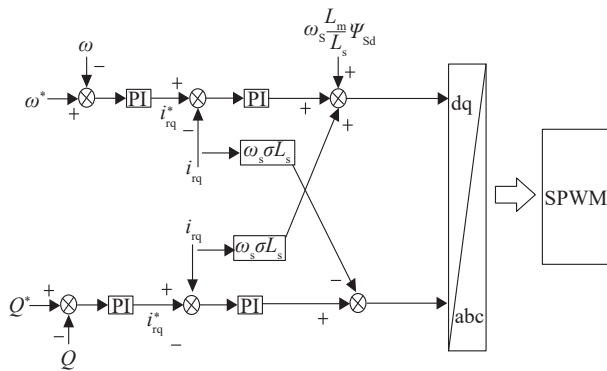 ω_S L_m/L_s Ψ_Sd
ω
−
+
ω*
+
PI
+
i*_rq
−
PI
+
+
dq
i_rq
ω_s σL_s
SPWM
i_rq
ω_s σL_s
Q*
+
−
Q
PI
+
i*_rq
−
PI
+
−
abc